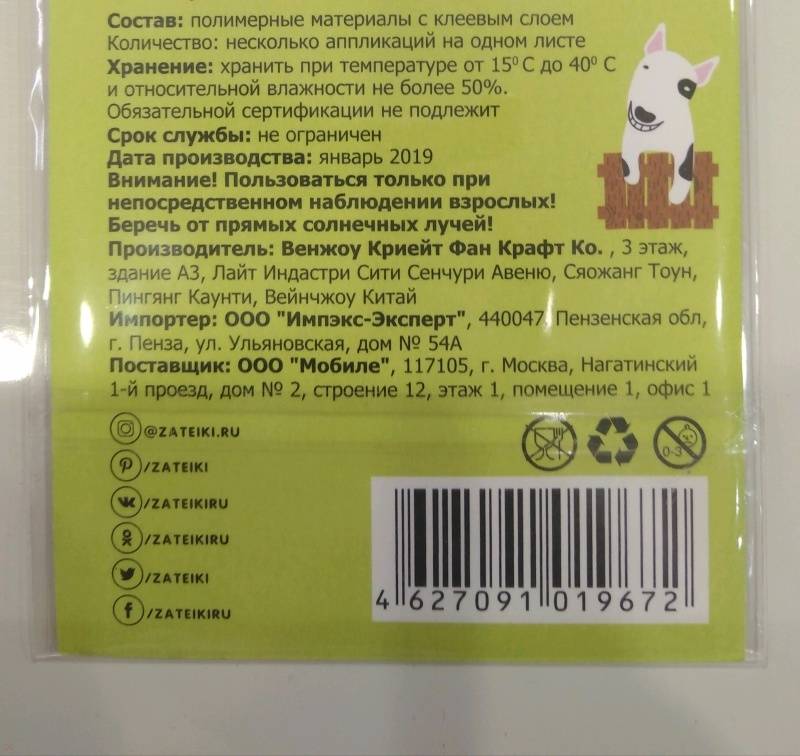 Состав: полимерные материалы с клеевым слоем
Количество: несколько аппликаций на одном листе
Хранение: хранить при температуре от 15⁰ С до 40⁰ С
и относительной влажности не более 50%.
Обязательной сертификации не подлежит
Срок службы: не ограничен
Дата производства: январь 2019
Внимание! Пользоваться только при
непосредственном наблюдении взрослых!
Беречь от прямых солнечных лучей!
Производитель: Венжоу Криейт Фан Крафт Ко. , 3 этаж,
здание А3, Лайт Индастри Сити Сенчури Авеню, Сяожанг Тоун,
Пингянг Каунти, Вейнчжоу Китай
Импортер: ООО "Импэкс-Эксперт", 440047, Пензенская обл,
г. Пенза, ул. Ульяновская, дом № 54А
Поставщик: ООО "Мобиле", 117105, г. Москва, Нагатинский
1-й проезд, дом № 2, строение 12, этаж 1, помещение 1, офис 1
@ZATEIKI.RU
/ZATEIKI
/ZATEIKIRU
/ZATEIKIRU
/ZATEIKI
/ZATEIKIRU
0-3
4 627091 019672